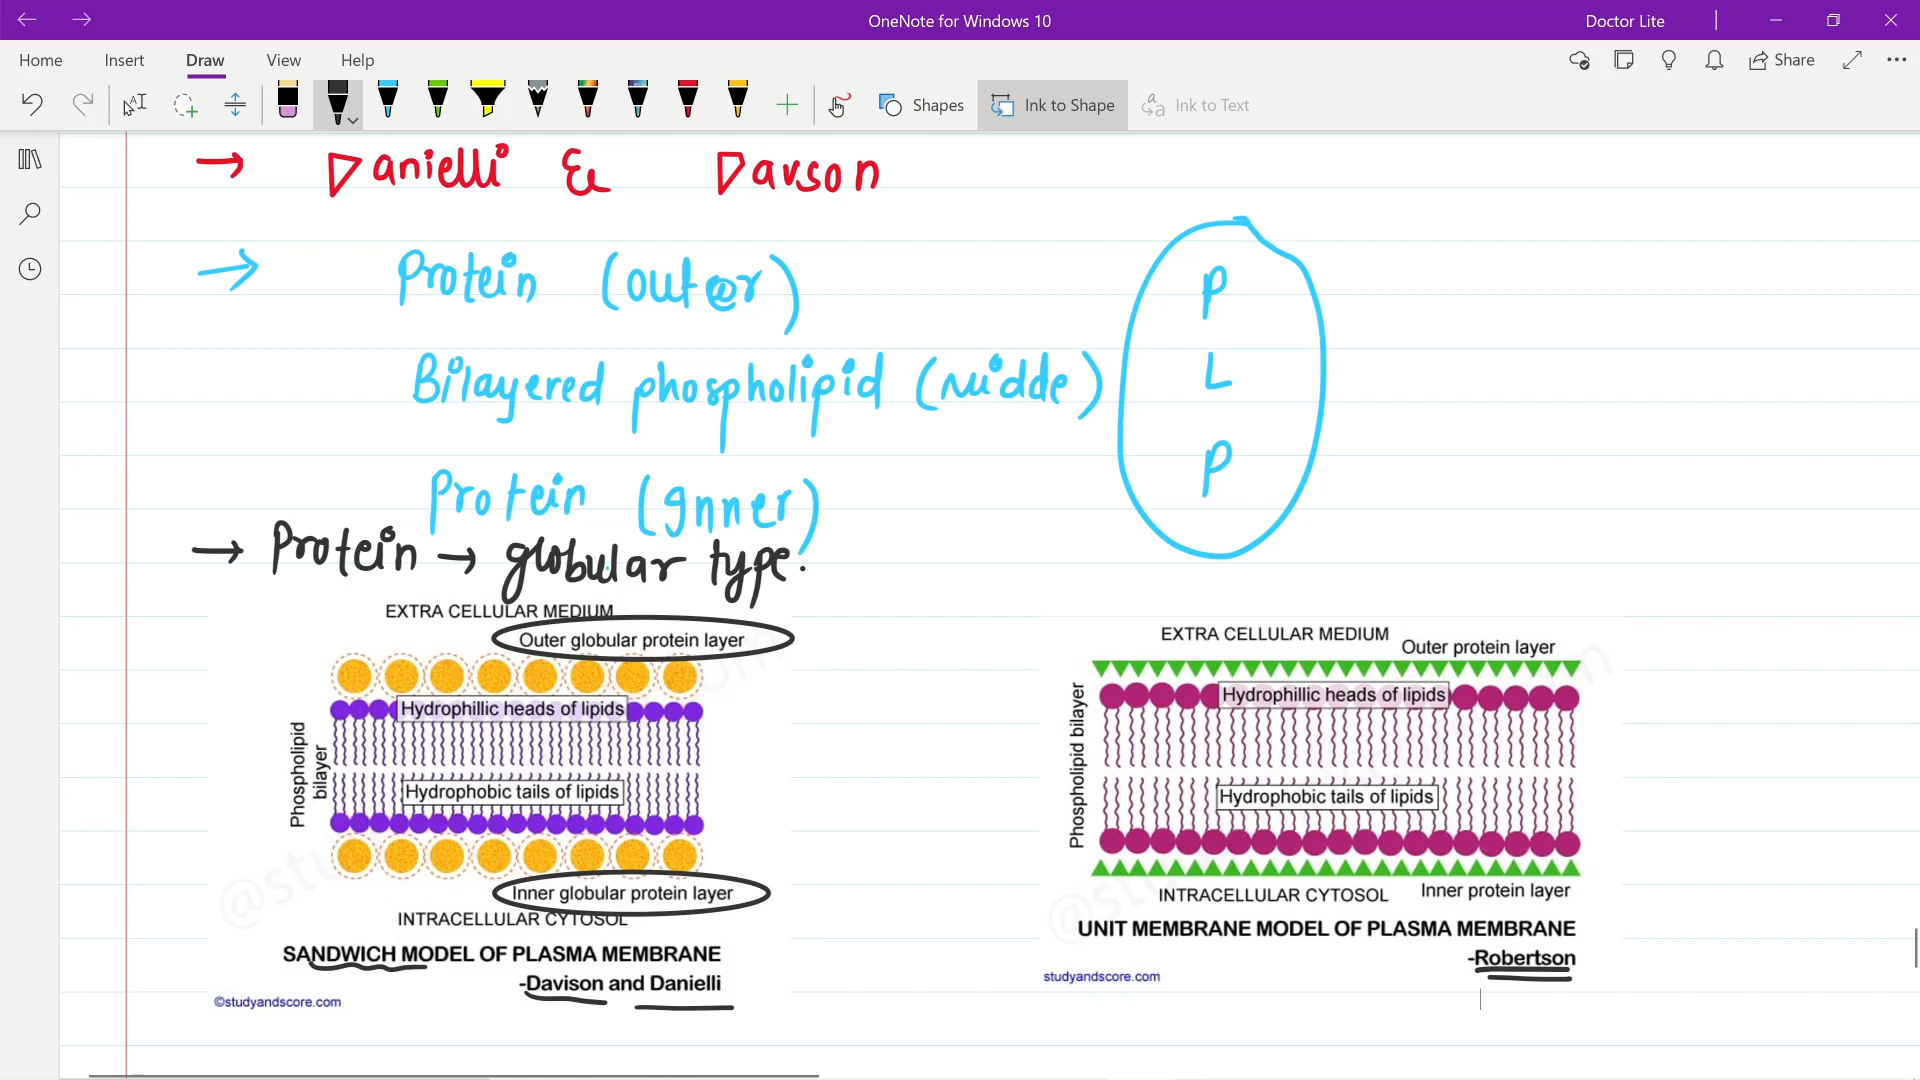 OneNote for Windows 10
Doctor Lite
Home Insert Draw View Help
Share
Shapes Ink to Shape Ink to Text
→ Danielli & Davson
→ Protein (outer)
Bilayered phospholipid (midde)
Protein (Inner)
P
L
P
→ Protein → globular type.
EXTRA CELLULAR MEDIUM
Outer globular protein layer
Hydrophillic heads of lipids
Phospholipid
bilayer
Hydrophobic tails of lipids
Inner globular protein layer
INTRACELLULAR CYTOSOL
SANDWICH MODEL OF PLASMA MEMBRANE
-Davison and Danielli
©studyandscore.com
EXTRA CELLULAR MEDIUM
Outer protein layer
Hydrophillic heads of lipids
Phospholipid bilayer
Hydrophobic tails of lipids
INTRACELLULAR CYTOSOL
Inner protein layer
UNIT MEMBRANE MODEL OF PLASMA MEMBRANE
-Robertson
studyandscore.com